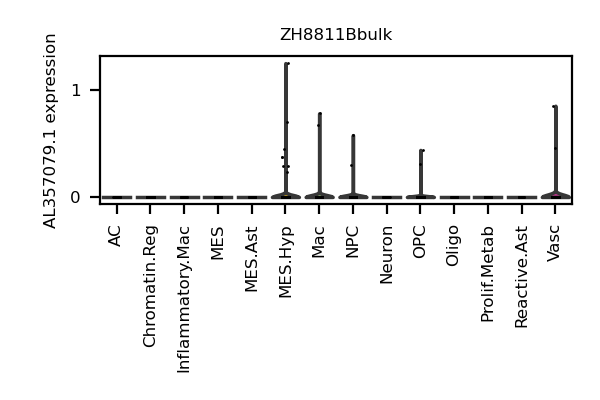 ZH8811Bbulk
AL357079.1 expression
1
0
AC
Chromatin.Reg
Inflammatory.Mac
MES
MES.Ast
MES.Hyp
Mac
NPC
Neuron
OPC
Oligo
Prolif.Metab
Reactive.Ast
Vasc